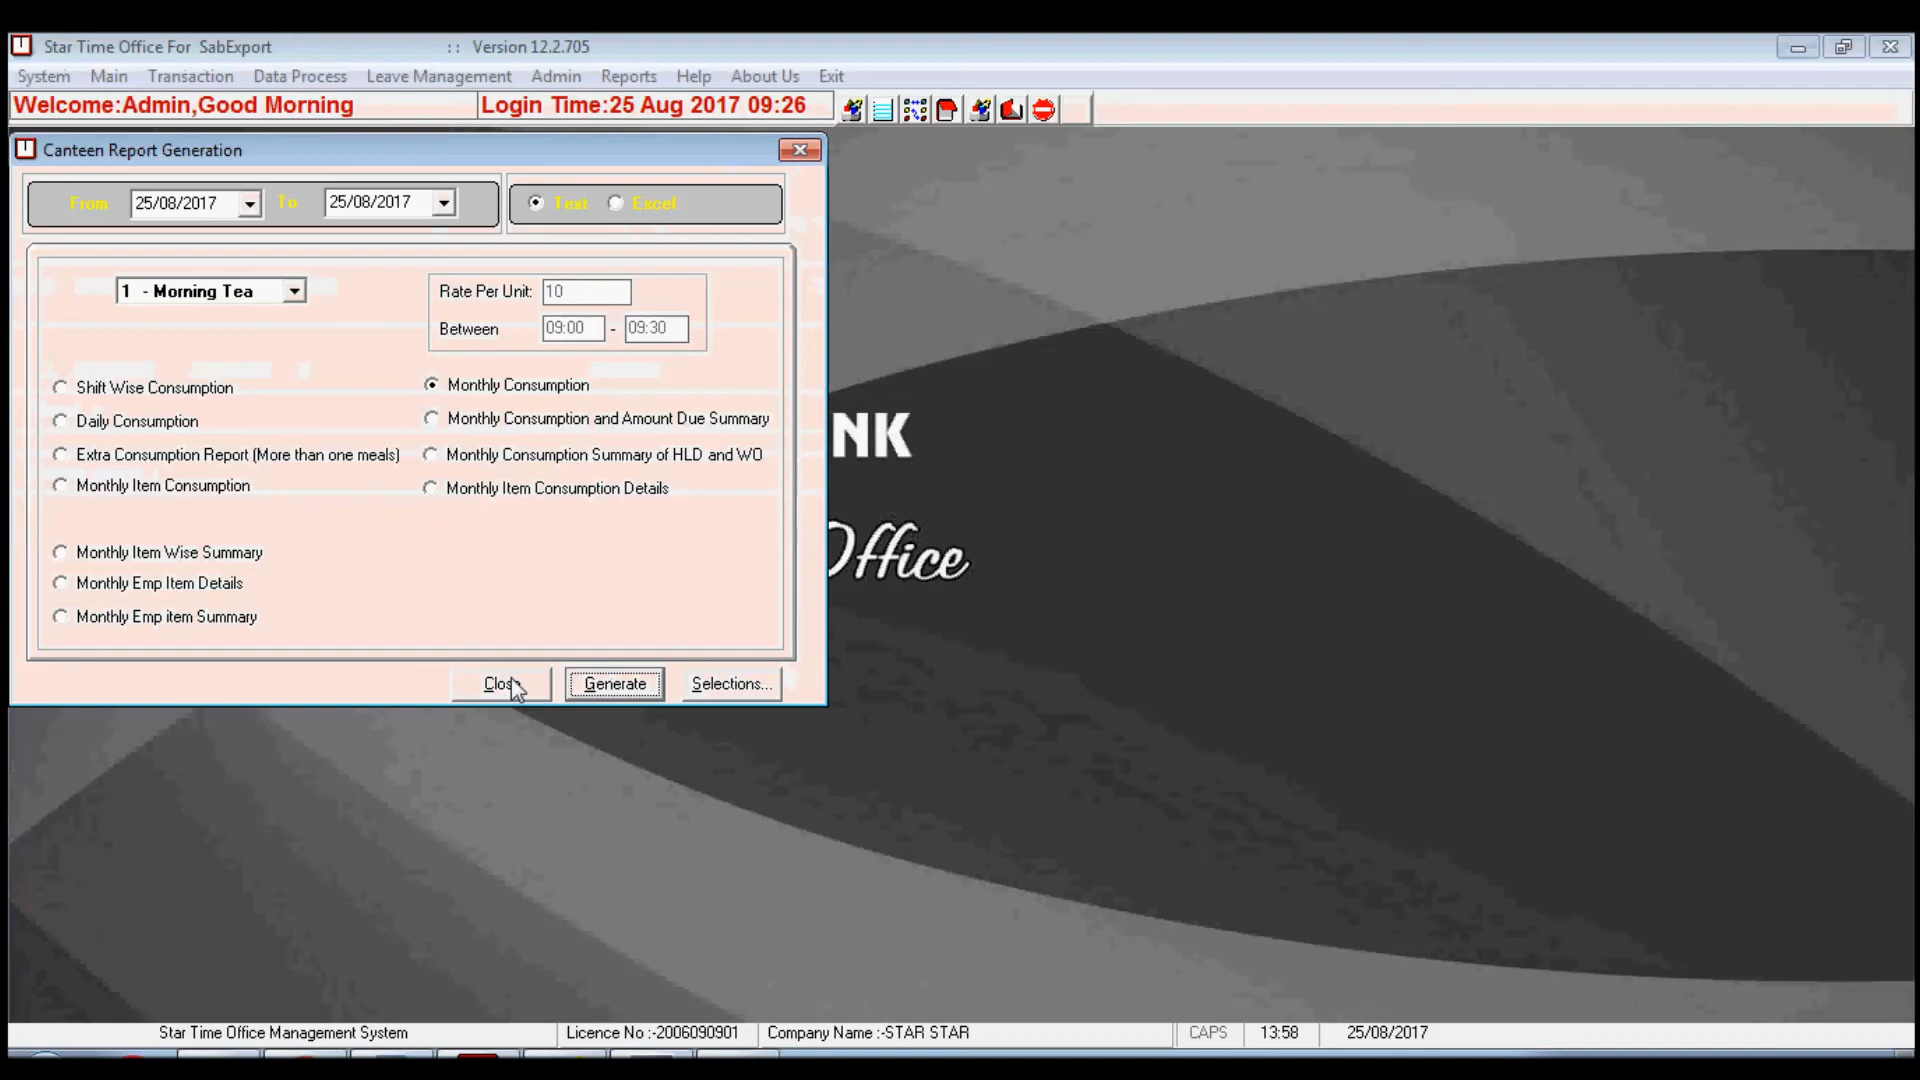 Star Time Office For SabExport :: Version 12.2.705
System Main Transaction Data Process Leave Management Admin Reports Help About Us Exit
Welcome:Admin,Good Morning Login Time:25 Aug 2017 09:26
Canteen Report Generation
From 25/08/2017 To 25/08/2017 Text Excel
1 - Morning Tea Rate Per Unit: 10
Between 09:00 - 09:30
Shift Wise Consumption Monthly Consumption
Daily Consumption Monthly Consumption and Amount Due Summary
Extra Consumption Report (More than one meals) Monthly Consumption Summary of HLD and WO
Monthly Item Consumption Monthly Item Consumption Details
Monthly Item Wise Summary
Monthly Emp Item Details
Monthly Emp item Summary
Close Generate Selections...
NK
Office
Star Time Office Management System Licence No :-2006090901 Company Name :-STAR STAR CAPS 13:58 25/08/2017